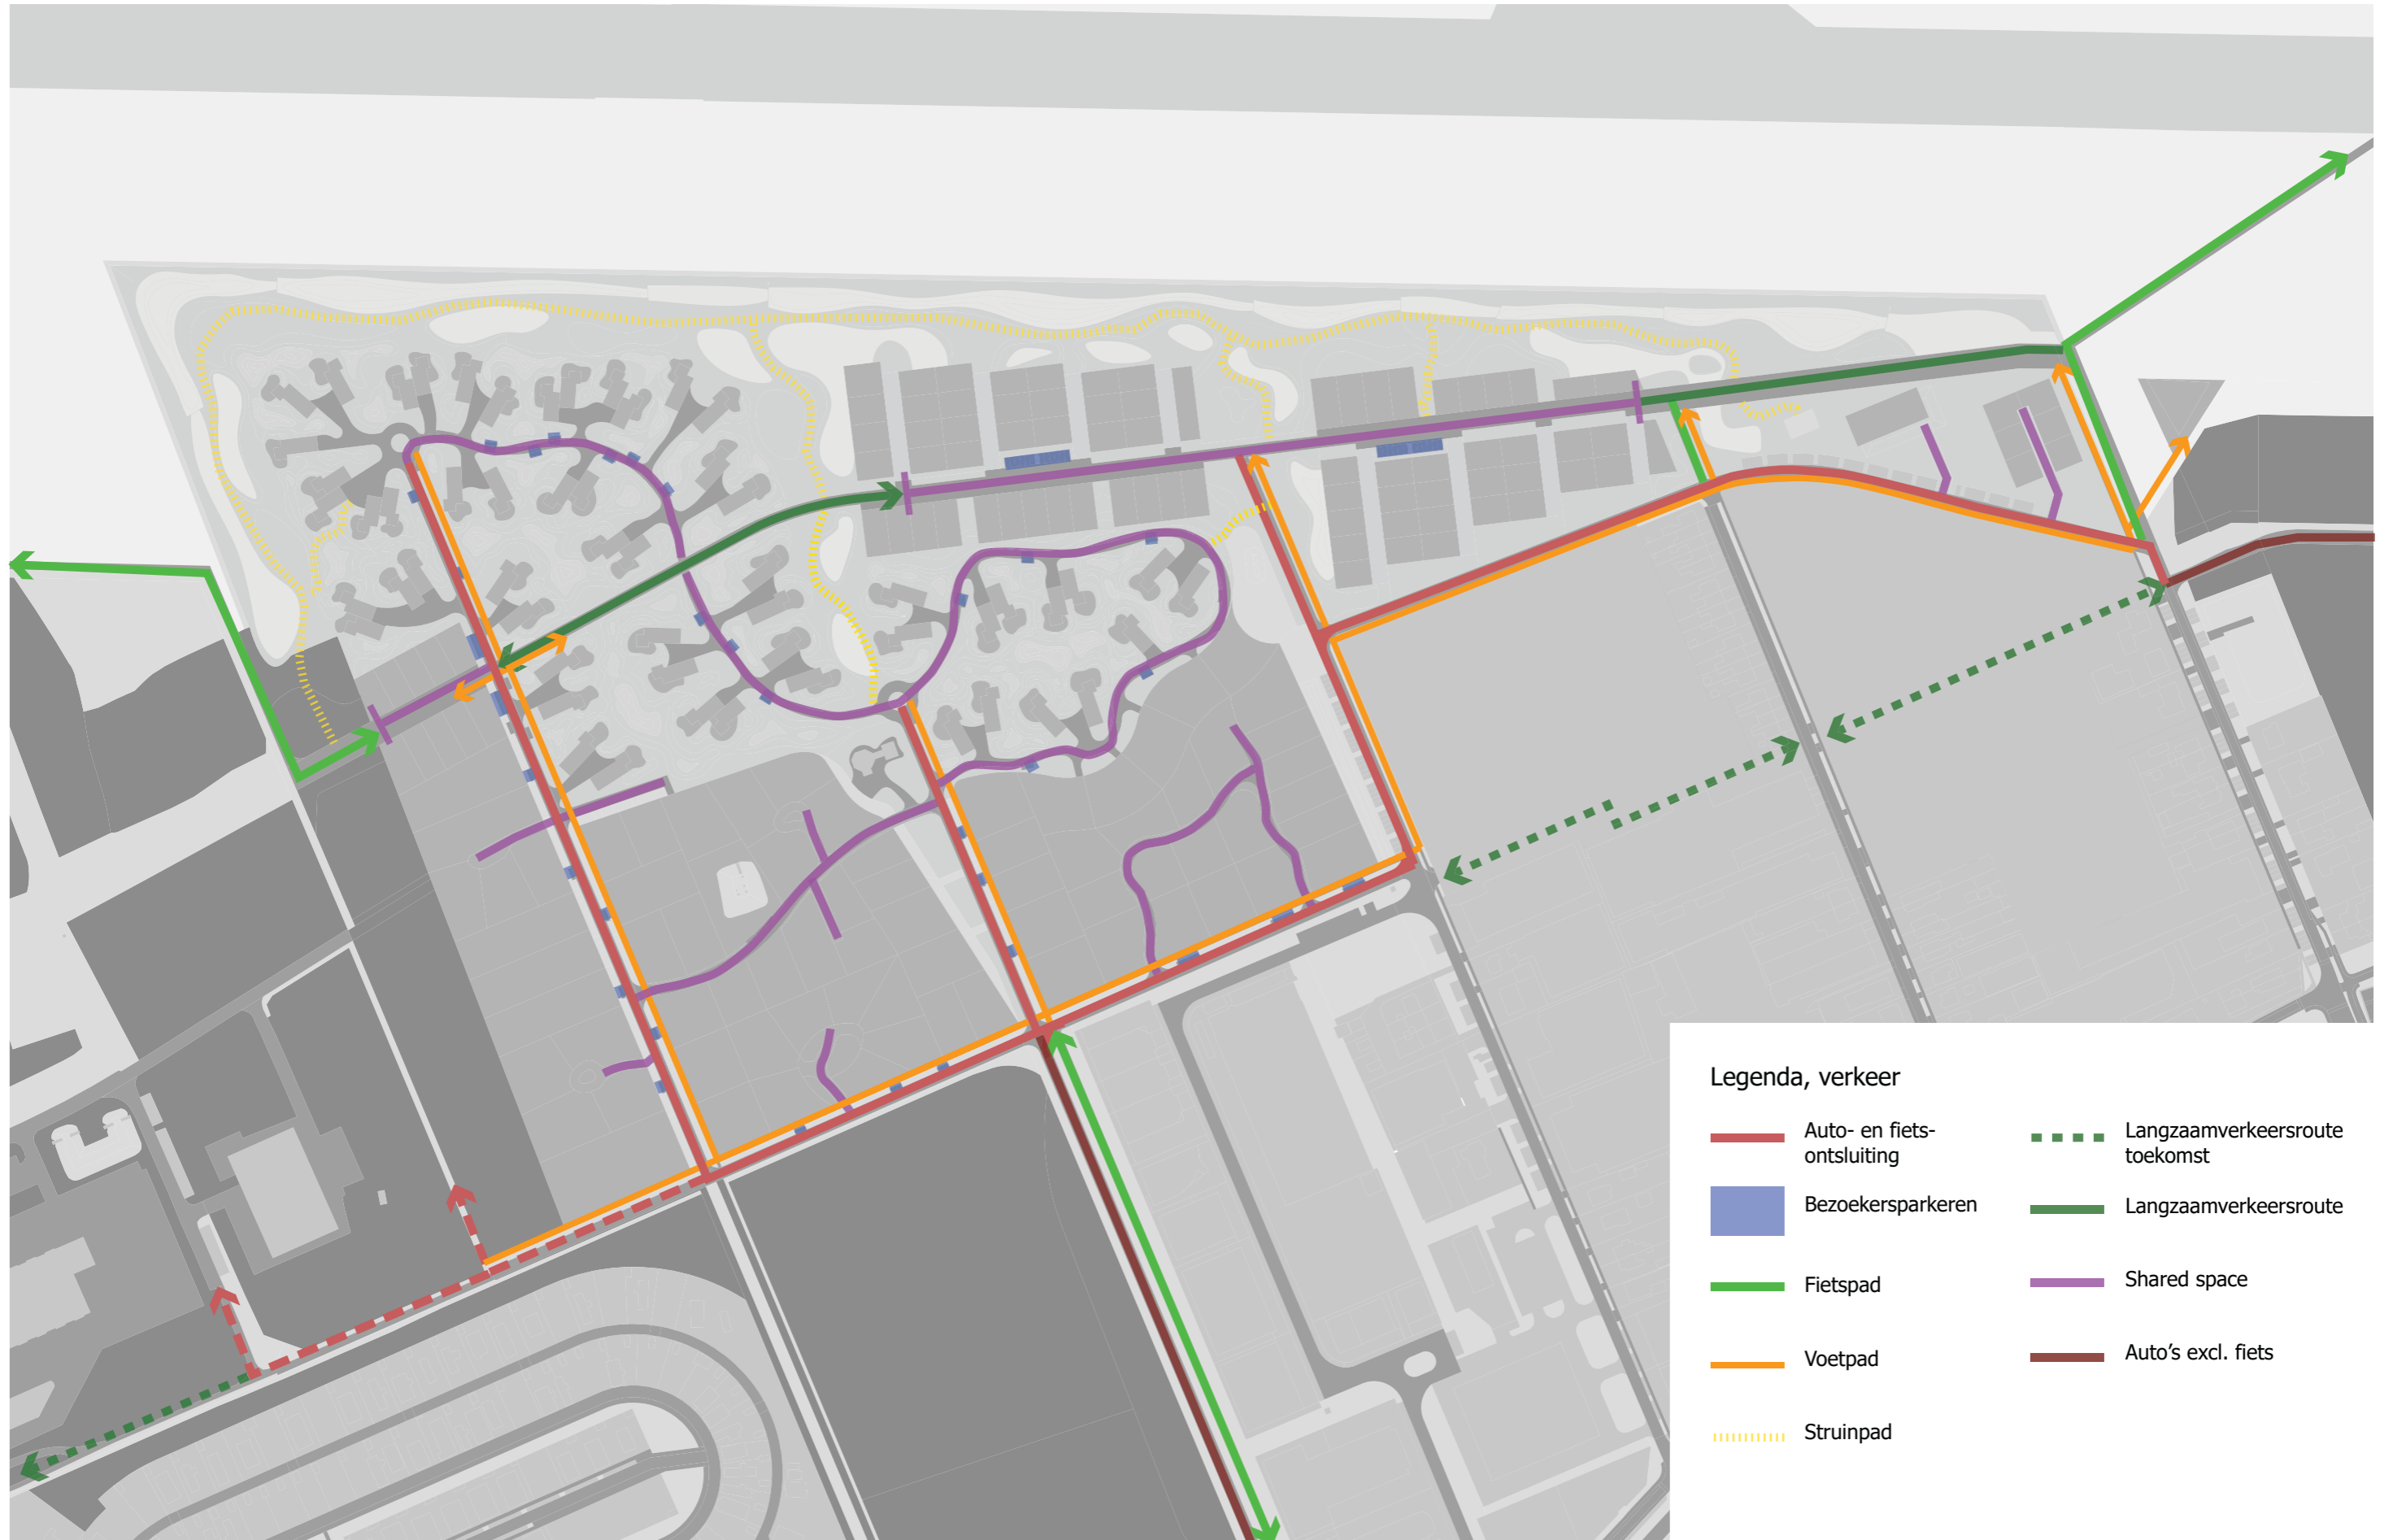 Legenda, verkeer
Auto- en fiets-
ontsluiting
Bezoekersparkeren
Fietspad
Voetpad
Struinpad
Langzaamverkeersroute
toekomst
Langzaamverkeersroute
Shared space
Auto’s excl. fiets